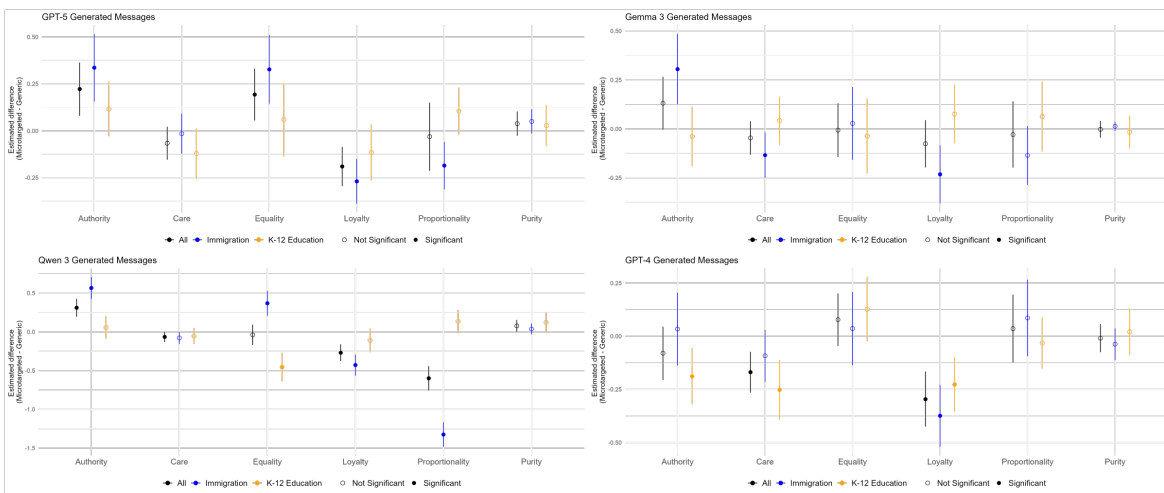 GPT-5 Generated Messages
Estimated difference
(Microtargeted - Generic)
0.50
0.25
0.00
-0.25
Authority Care Equality Loyalty Proportionality Purity
All Immigration K-12 Education Not Significant Significant
Gemma 3 Generated Messages
Estimated difference
(Microtargeted - Generic)
0.50
0.25
0.00
-0.25
Authority Care Equality Loyalty Proportionality Purity
All Immigration K-12 Education Not Significant Significant
Qwen 3 Generated Messages
Estimated difference
(Microtargeted - Generic)
0.5
0.0
-0.5
-1.0
-1.5
Authority Care Equality Loyalty Proportionality Purity
All Immigration K-12 Education Not Significant Significant
GPT-4 Generated Messages
Estimated difference
(Microtargeted - Generic)
0.25
0.00
-0.25
-0.50
Authority Care Equality Loyalty Proportionality Purity
All Immigration K-12 Education Not Significant Significant